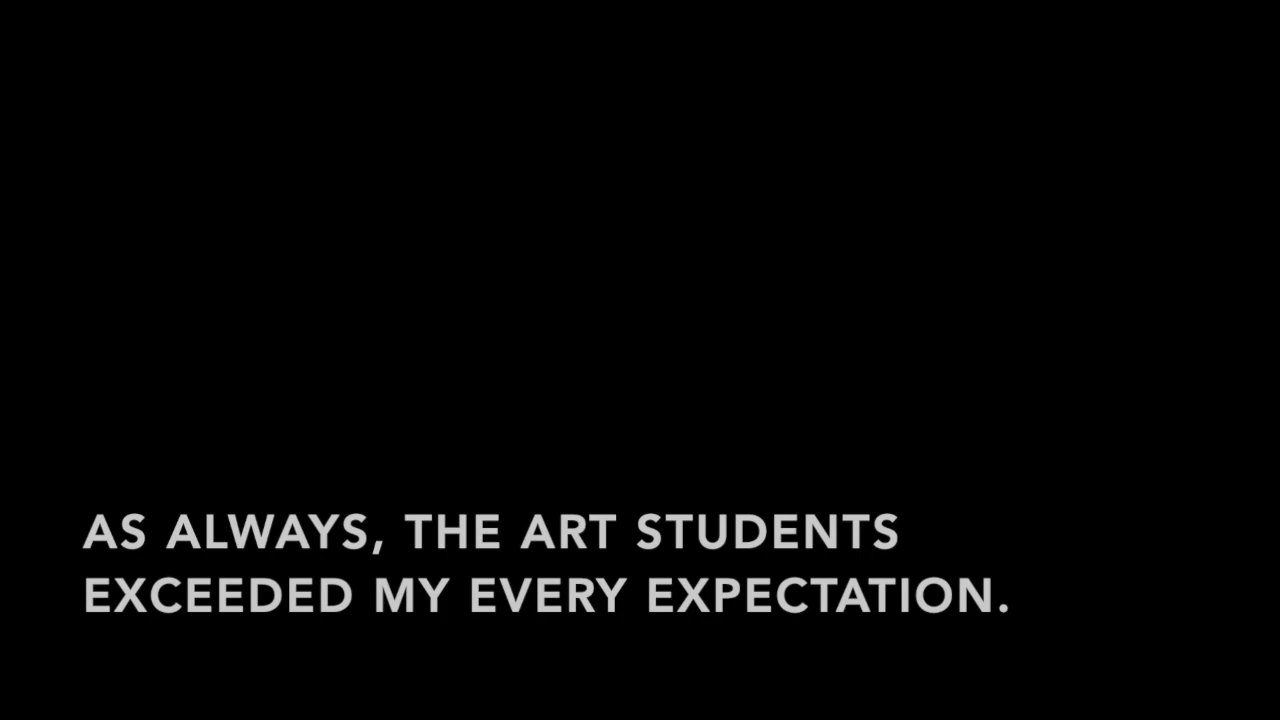 AS ALWAYS, THE ART STUDENTS
EXCEEDED MY EVERY EXPECTATION.